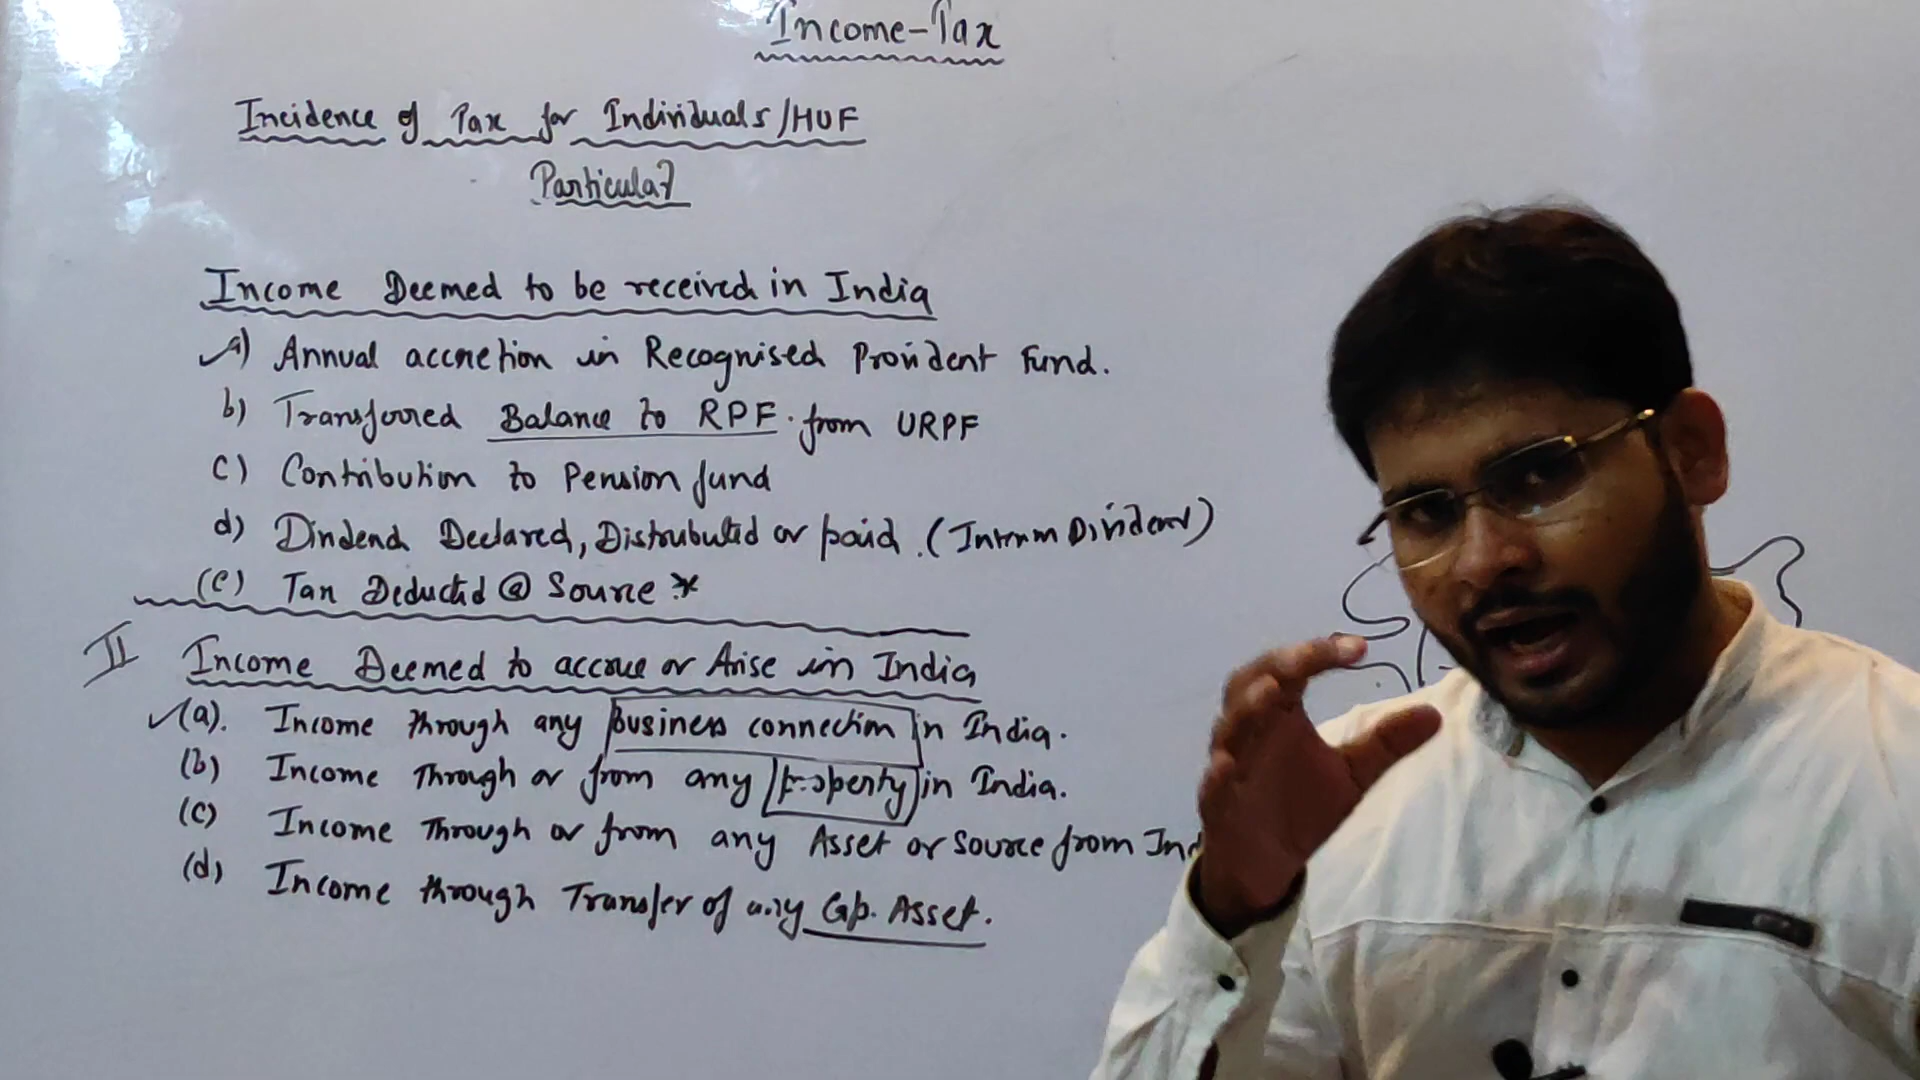 Income-Tax
Incidence of Tax for Individuals/HUF
Particular
Income Deemed to be received in India
a) Annual accretion in Recognised Provident Fund.
b) Transferred Balance to RPF. from URPF
c) Contribution to Pension fund
d) Dividend Declared, Distributed or paid. (Interim Dividend)
(e) Tax Deducted @ Source *
II Income Deemed to accrue or Arise in India
(a). Income through any business connection in India.
(b) Income Through or from any Property in India.
(c) Income Through or from any Asset or Source from Ind
(d) Income through Transfer of any Cap. Asset.